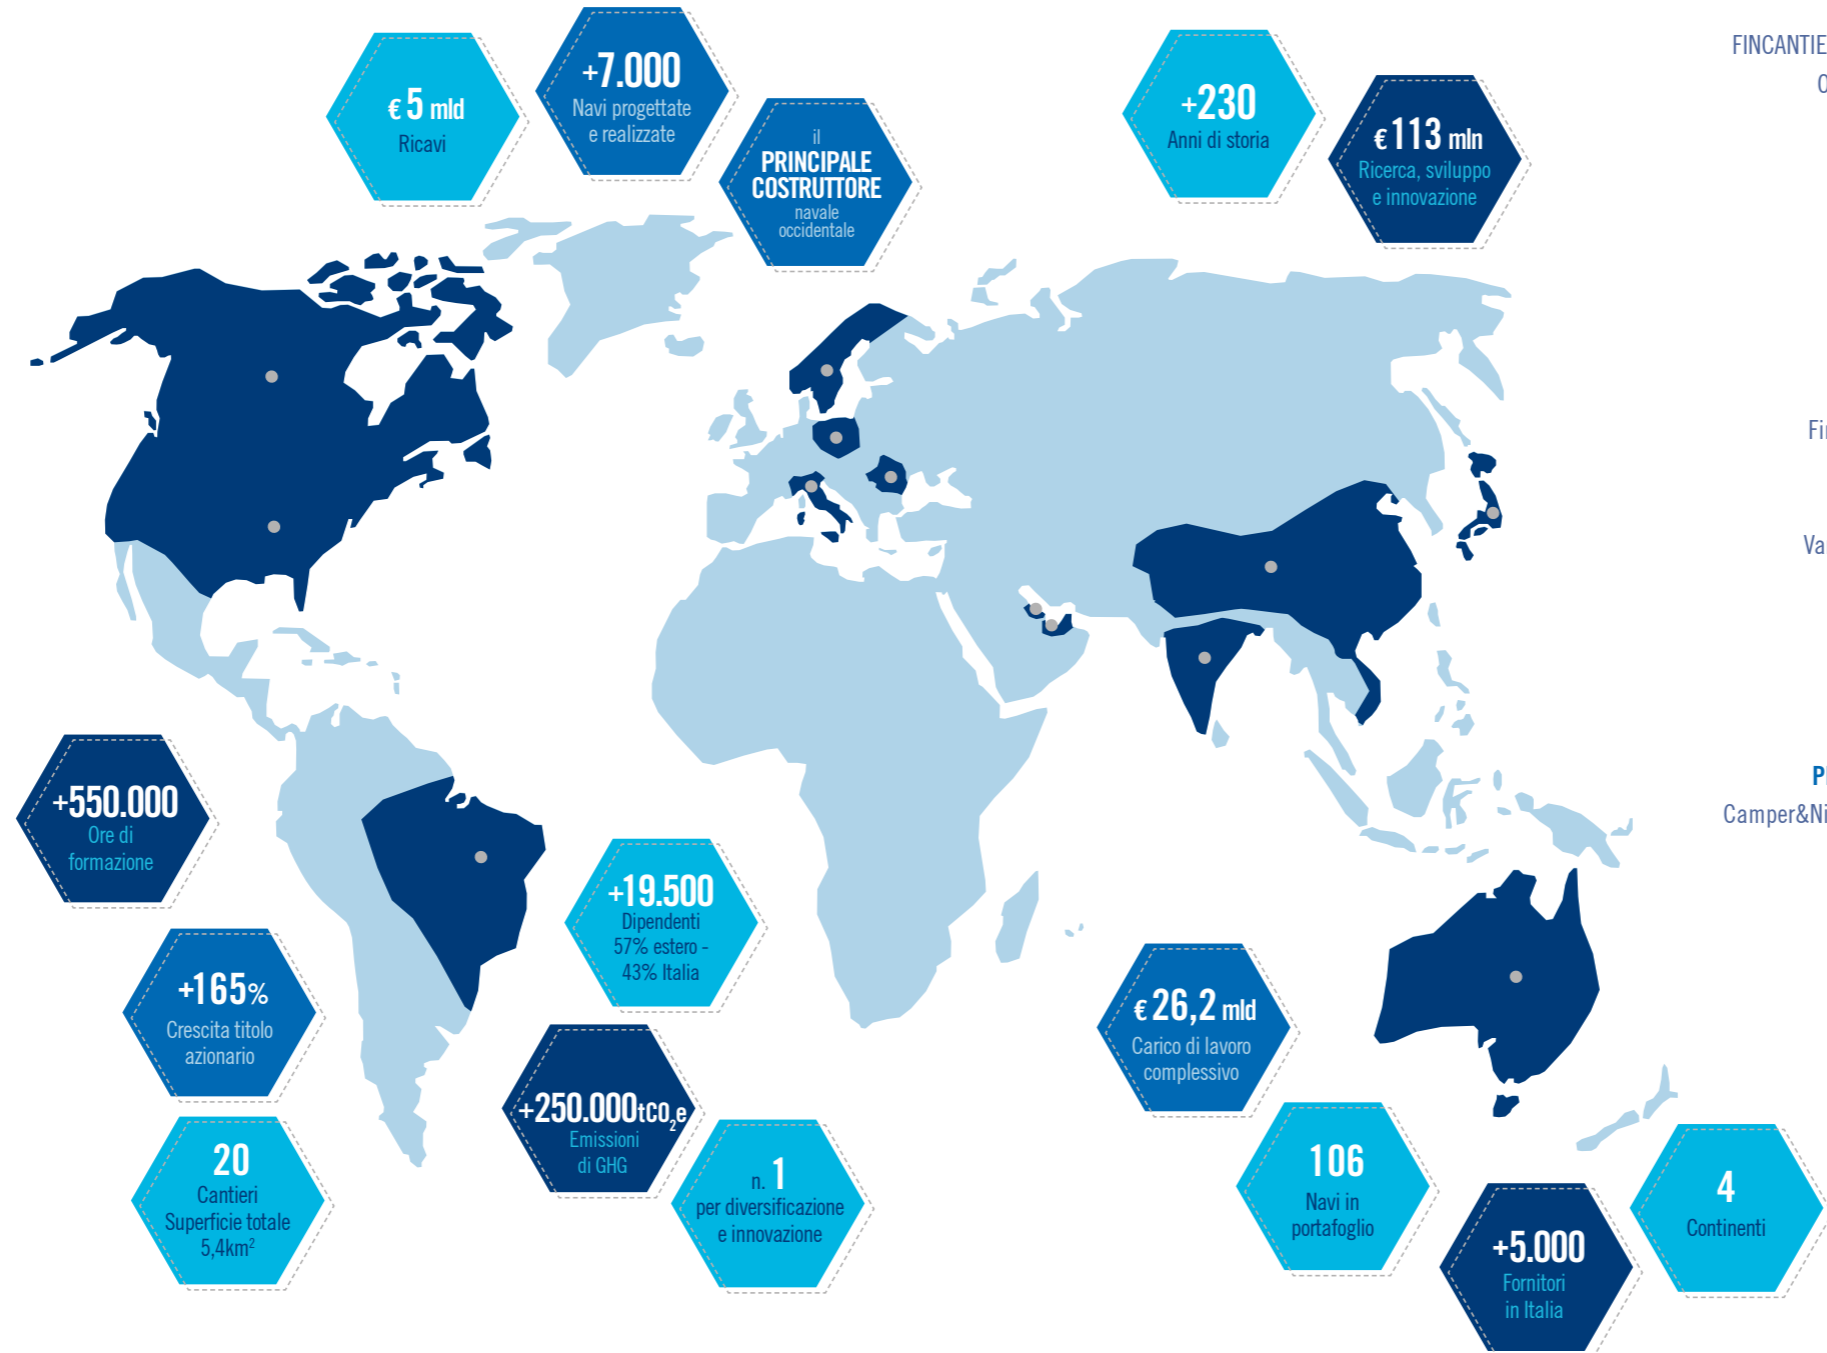 € 5 mld
Ricavi
+7.000
Navi progettate
e realizzate
il
PRINCIPALE
COSTRUTTORE
navale
occidentale
+230
Anni di storia
€ 113 mln
Ricerca, sviluppo
e innovazione
FINCANTIE
Camper&Ni
+550.000
Ore di
formazione
+165%
Crescita titolo
azionario
20
Cantieri
Superficie totale
5,4km²
+19.500
Dipendenti
57% estero -
43% Italia
+250.000tCO₂e
Emissioni
di GHG
n. 1
per diversificazione
e innovazione
€ 26,2 mld
Carico di lavoro
complessivo
106
Navi in
portafoglio
+5.000
Fornitori
in Italia
4
Continenti